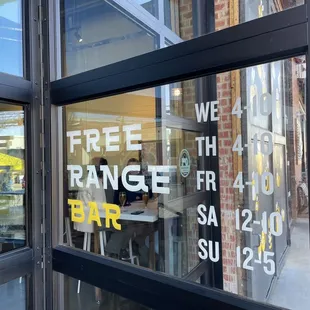 FREE
RANGE
BAR
WE 4-10
TH 4-10
FR 4-10
SA 12-10
SU 12-5